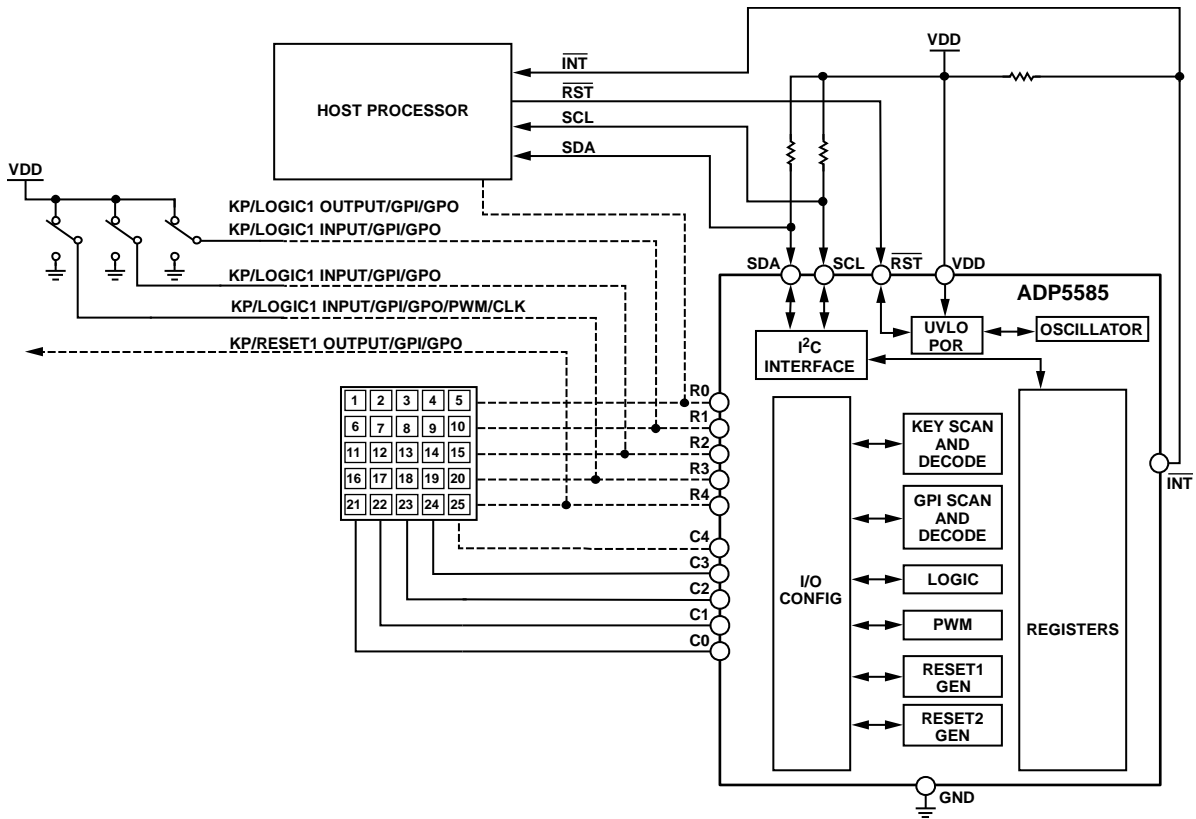 VDD
INT
HOST PROCESSOR
RST
SCL
SDA
VDD
KP/LOGIC1 OUTPUT/GPI/GPO
KP/LOGIC1 INPUT/GPI/GPO
KP/LOGIC1 INPUT/GPI/GPO
KP/LOGIC1 INPUT/GPI/GPO/PWM/CLK
KP/RESET1 OUTPUT/GPI/GPO
SDA
SCL
RST
VDD
ADP5585
I2C
INTERFACE
UVLO
POR
OSCILLATOR
1 2 3 4 5
6 7 8 9 10
11 12 13 14 15
16 17 18 19 20
21 22 23 24 25
R0
R1
R2
R3
R4
C4
C3
C2
C1
C0
I/O
CONFIG
KEY SCAN
AND
DECODE
GPI SCAN
AND
DECODE
LOGIC
PWM
RESET1
GEN
RESET2
GEN
REGISTERS
INT
GND